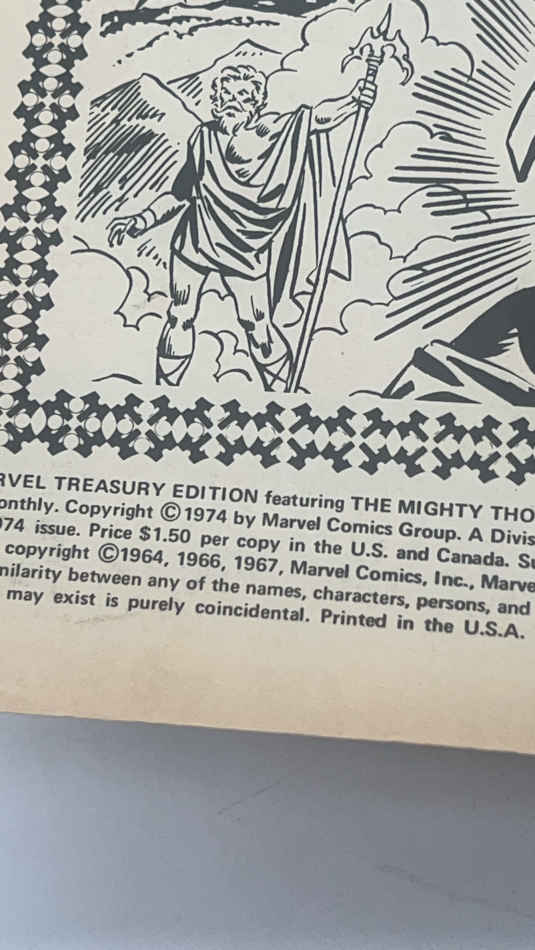 RVEL TREASURY EDITION featuring THE MIGHTY THO
onthly. Copyright ©1974 by Marvel Comics Group. A Divis
974 issue. Price $1.50 per copy in the U.S. and Canada. Su
copyright ©1964, 1966, 1967, Marvel Comics, Inc., Marve
milarity between any of the names, characters, persons, and
may exist is purely coincidental. Printed in the U.S.A.